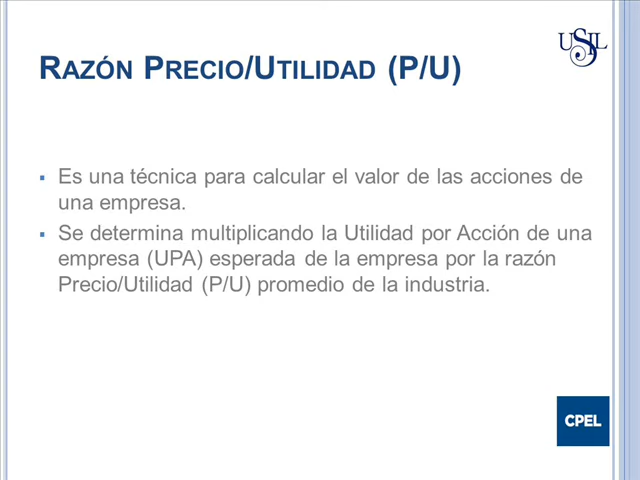 USIL
RAZÓN PRECIO/UTILIDAD (P/U)
Es una técnica para calcular el valor de las acciones de
una empresa.
Se determina multiplicando la Utilidad por Acción de una
empresa (UPA) esperada de la empresa por la razón
Precio/Utilidad (P/U) promedio de la industria.
CPEL